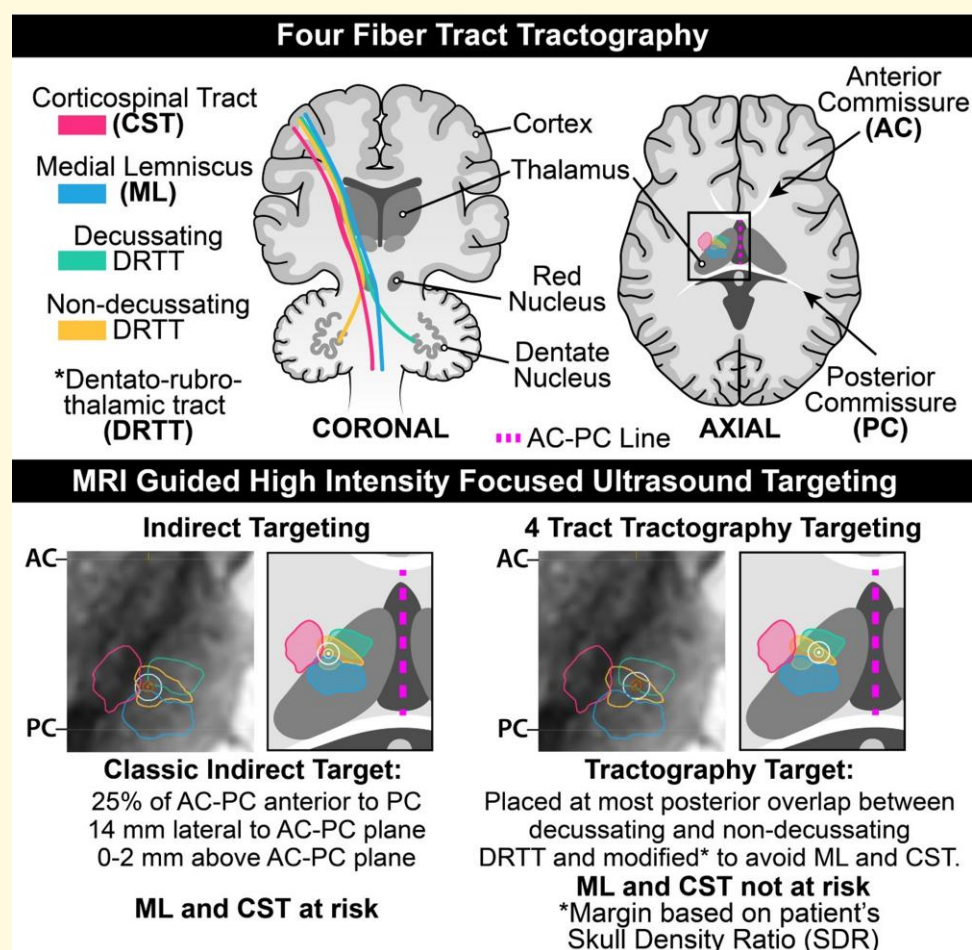 Four Fiber Tract Tractography
Corticospinal Tract
(CST)
Medial Lemniscus
(ML)
Decussating
DRTT
Non-decussating
DRTT
*Dentato-rubro-
thalamic tract
(DRTT)
Cortex
Thalamus
Red
Nucleus
Dentate
Nucleus
CORONAL
AC-PC Line
Anterior
Commissure
(AC)
Posterior
Commissure
(PC)
AXIAL
MRI Guided High Intensity Focused Ultrasound Targeting
Indirect Targeting
AC
PC
Classic Indirect Target:
25% of AC-PC anterior to PC
14 mm lateral to AC-PC plane
0-2 mm above AC-PC plane
ML and CST at risk
4 Tract Tractography Targeting
AC
PC
Tractography Target:
Placed at most posterior overlap between
decussating and non-decussating
DRTT and modified* to avoid ML and CST.
ML and CST not at risk
*Margin based on patient's
Skull Density Ratio (SDR)